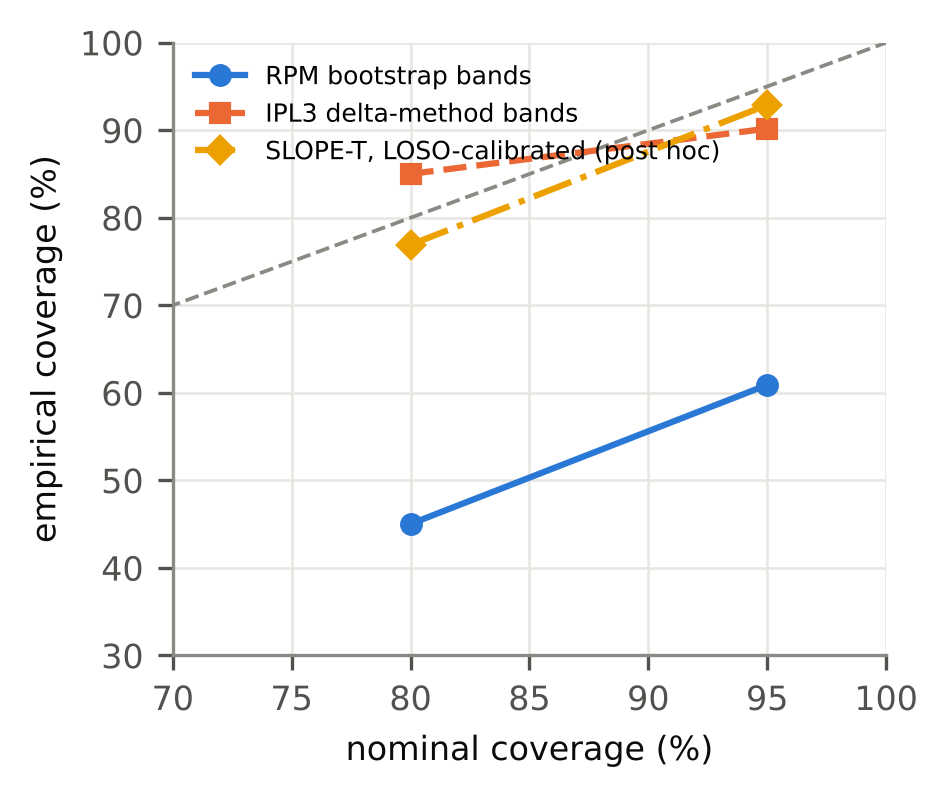 100
90
80
70
60
50
40
30
empirical coverage (%)
RPM bootstrap bands
IPL3 delta-method bands
SLOPE-T, LOSO-calibrated (post hoc)
70 75 80 85 90 95 100
nominal coverage (%)